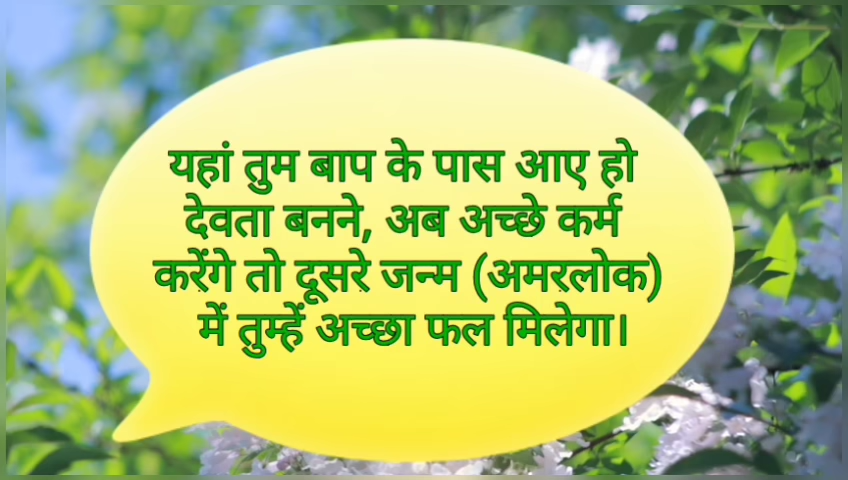 यहां तुम बाप के पास आए हो
देवता बनने, अब अच्छे कर्म
करेंगे तो दूसरे जन्म (अमरलोक)
में तुम्हें अच्छा फल मिलेगा।